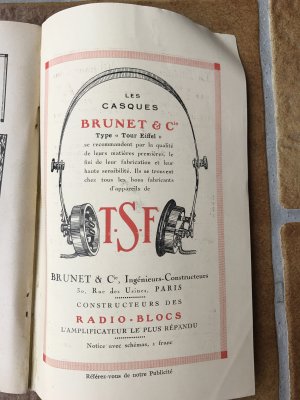 LES
CASQUES
BRUNET & Cie
Type « Tour Eiffel »
se recommandent par la qualité
de leurs matières premières, le
fini de leur fabrication et leur
haute sensibilité. Ils se trouvent
chez tous les bons fabricants
d'appareils de
T.S.F
BRUNET & Cie, Ingénieurs-Constructeurs
30, Rue des Usines, PARIS
CONSTRUCTEURS DES
RADIO-BLOCS
L'AMPLIFICATEUR LE PLUS RÉPANDU
Notice avec schémas, 1 franc
Référez-vous de notre Publicité